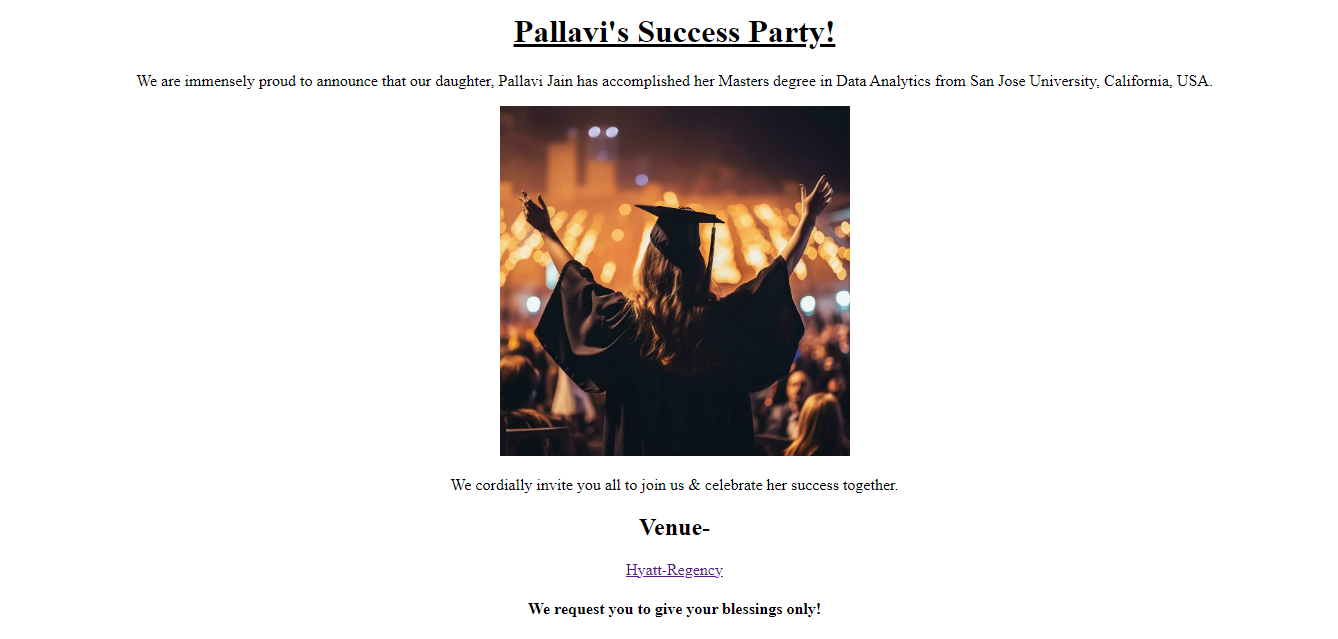 Pallavi's Success Party!
We are immensely proud to announce that our daughter, Pallavi Jain has accomplished her Masters degree in Data Analytics from San Jose University, California, USA.
We cordially invite you all to join us & celebrate her success together.
Venue-
Hyatt-Regency
We request you to give your blessings only!